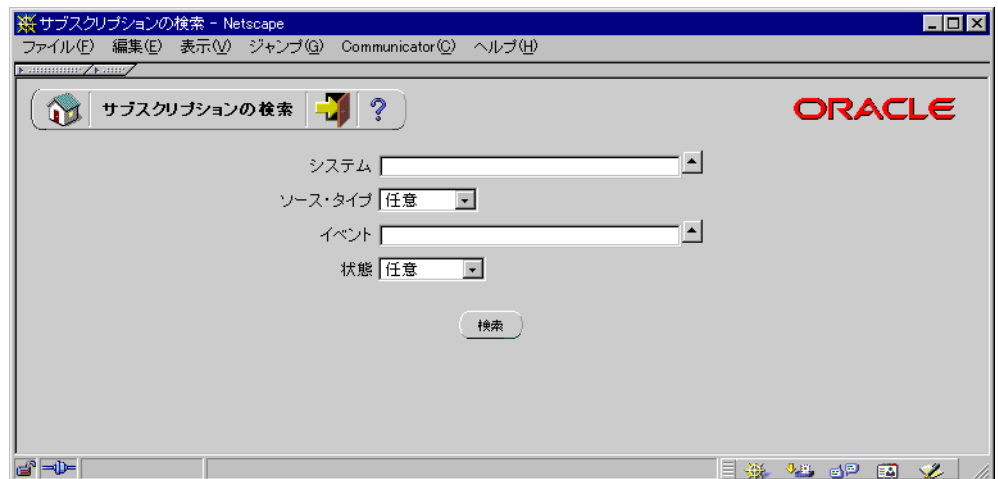 サブスクリプションの検索 - Netscape
ファイル(F) 編集(E) 表示(V) ジャンプ(G) Communicator(C) ヘルプ(H)
サブスクリプションの検索 ?
ORACLE
システム
ソース・タイプ 任意
イベント
状態 任意
検索